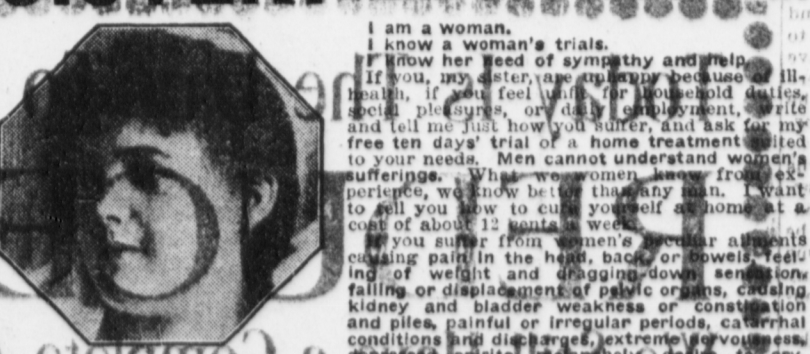 I am a woman.
I know a woman's trials.
I know her need of sympathy and help.
If you, my sister, are unhappy because of ill-
health, if you feel unfit for household duties,
social pleasures, or daily employment, write
and tell me just how you suffer, and ask for my
free ten days' trial of a home treatment suited
to your needs. Men cannot understand women's
sufferings. What we women know from ex-
perience, we know better than any man. I want
to tell you how to cure yourself at home at a
cost of about 12 cents a week.
If you suffer from women's peculiar ailments
causing pain in the head, back, or bowels, feel-
ing of weight and dragging-down sensation,
falling or displacement of pelvic organs, causing
kidney and bladder weakness or constipation
and piles, painful or irregular periods, catarrhal
conditions and discharges, extreme nervousness,